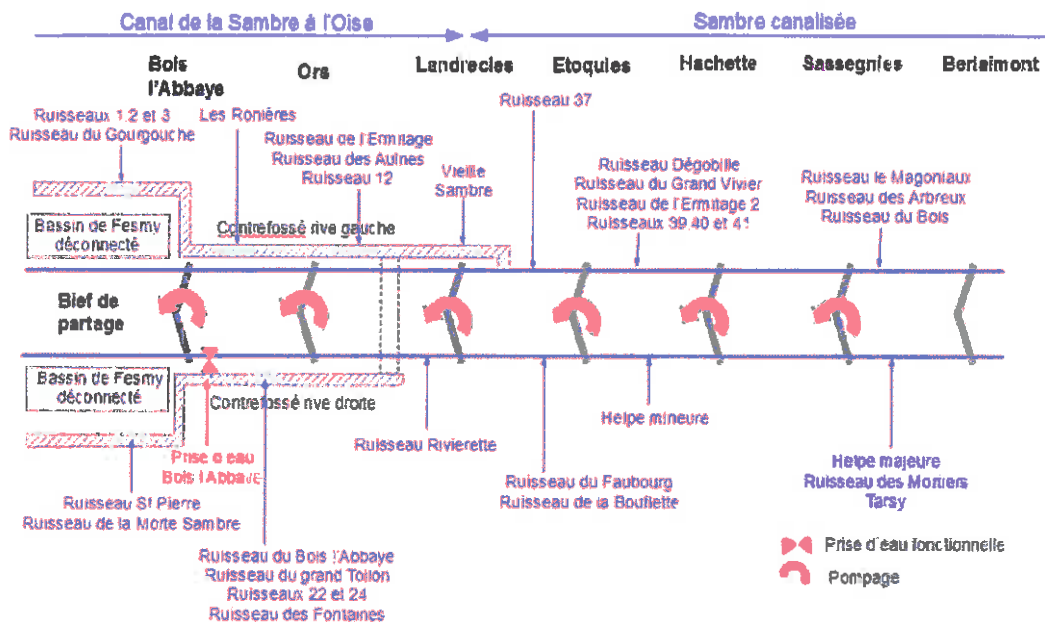 Canal de la Sambre à l'Oise
Sambre canalisée
Bois
l'Abbaye
Ors
Landrecies
Etoquies
Hachette
Sassegnies
Berlaimont
Ruisseaux 1,2 et 3
Ruisseau du Gourgouche
Les Ronières
Ruisseau de l'Ermitage
Ruisseau des Aulnes
Ruisseau 12
Vieille
Sambre
Ruisseau 37
Ruisseau Dégobille
Ruisseau du Grand Vivier
Ruisseau de l'Ermitage 2
Ruisseaux 39,40 et 41
Ruisseau le Magoniaux
Ruisseau des Arbreux
Ruisseau du Bois
Bassin de Fesmy
déconnecté
Contrefossé rive gauche
Bief de
partage
Bassin de Fesmy
déconnecté
Contrefossé rive droite
Prise d'eau
Bois l'Abbaye
Ruisseau Rivierette
Helpe mineure
Ruisseau St Pierre
Ruisseau de la Morte Sambre
Ruisseau du Faubourg
Ruisseau de la Bouflette
Helpe majeure
Ruisseau des Mortiers
Tarsy
Ruisseau du Bois l'Abbaye
Ruisseau du grand Toilon
Ruisseaux 22 et 24
Ruisseau des Fontaines
Prise d'eau fonctionnelle
Pompage